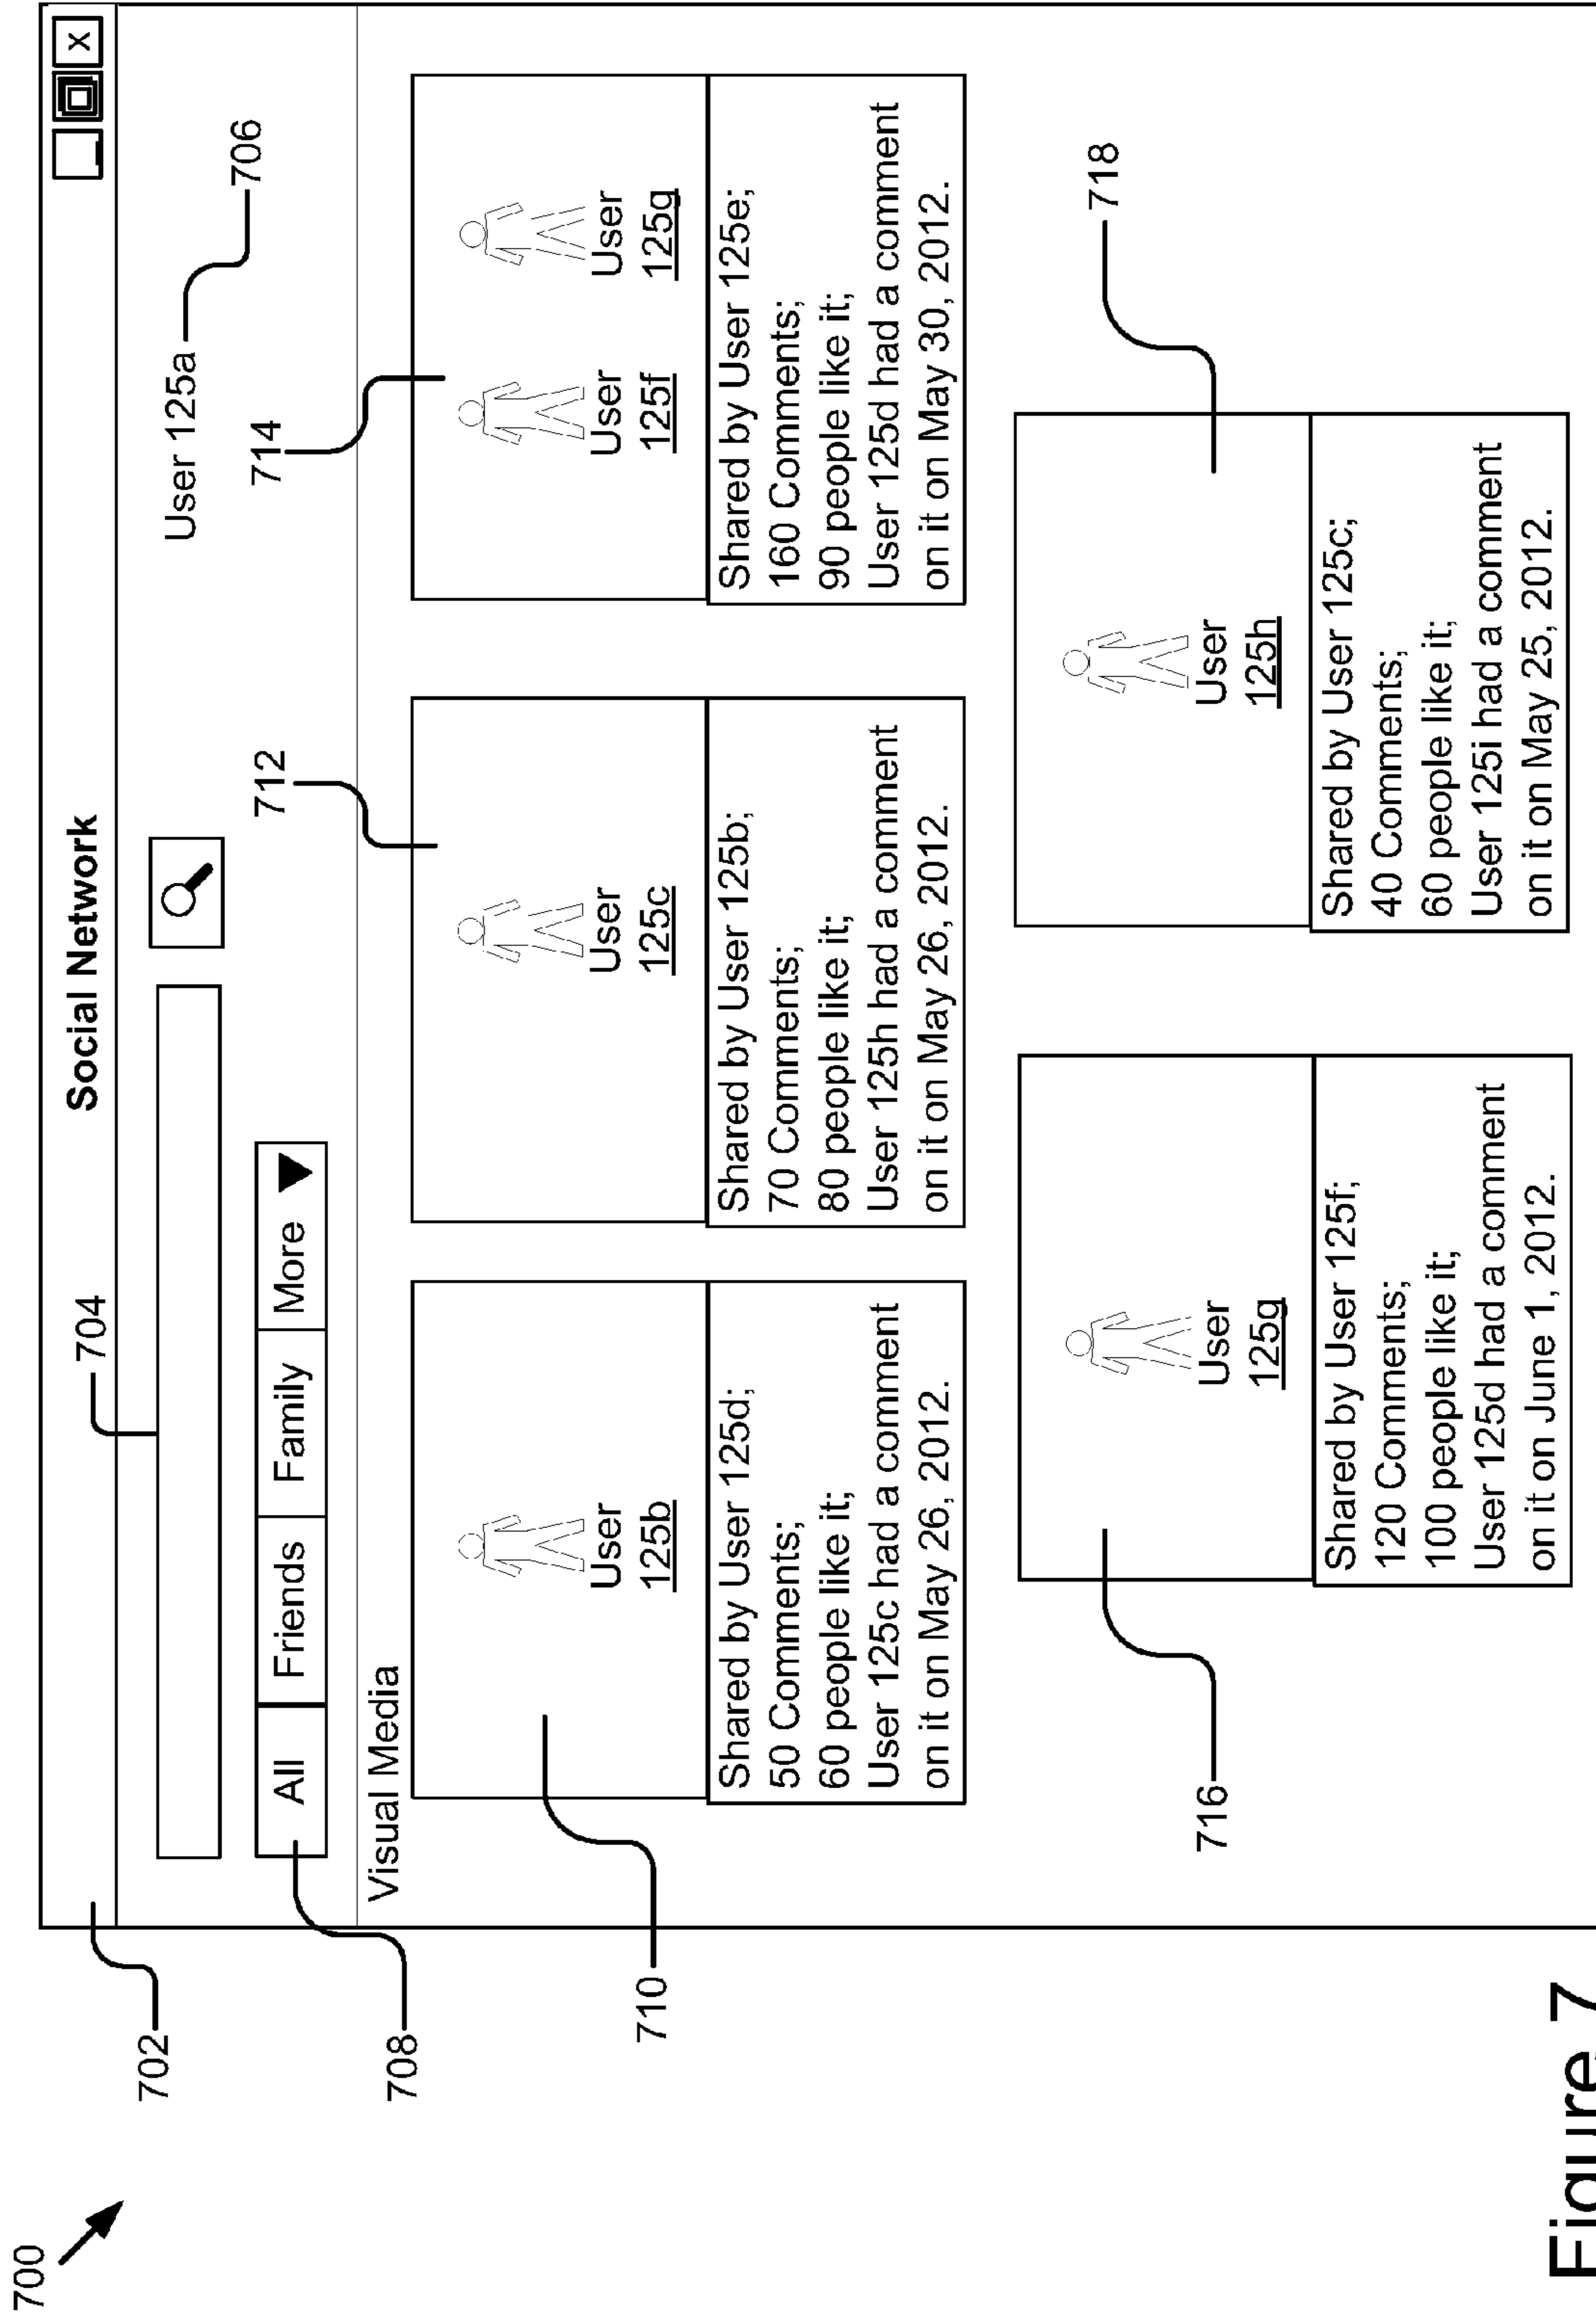 700
702
Social Network
X
704
User 125a
706
708
All
Friends
Family
More
712
714
Visual Media
710
User
125b
Shared by User 125d;
50 Comments;
60 people like it;
User 125c had a comment
on it on May 26, 2012.
User
125c
Shared by User 125b;
70 Comments;
80 people like it;
User 125h had a comment
on it on May 26, 2012.
User
125f
User
125g
Shared by User 125e;
160 Comments;
90 people like it;
User 125d had a comment
on it on May 30, 2012.
716
User
125g
Shared by User 125f;
120 Comments;
100 people like it;
User 125d had a comment
on it on June 1, 2012.
718
User
125h
Shared by User 125c;
40 Comments;
60 people like it;
User 125i had a comment
on it on May 25, 2012.
Figure 7